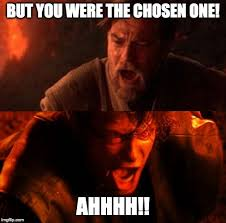 BUT YOU WERE THE CHOSEN ONE!
AHHHH!!
imgflip.com